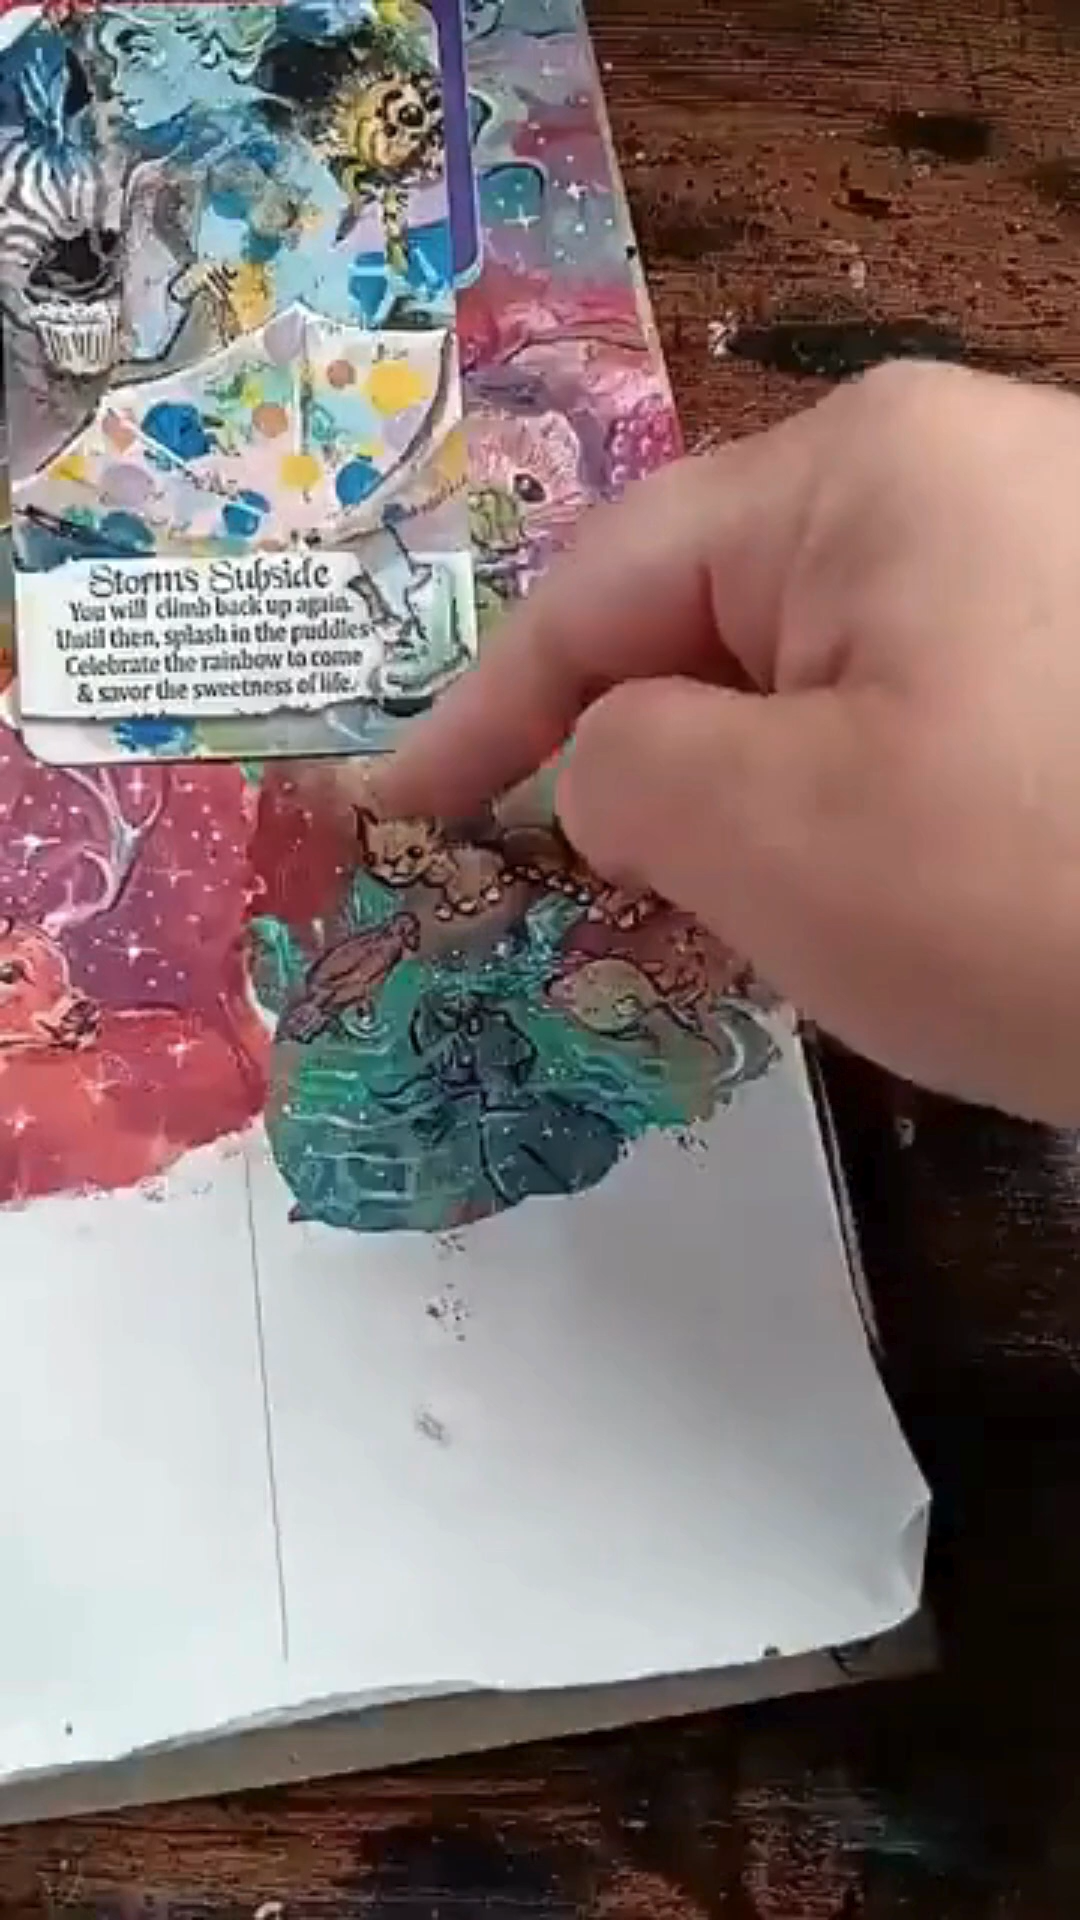 Storms Subside
You will climb back up again.
Until then, splash in the puddles
Celebrate the rainbow to come
& savor the sweetness of life.